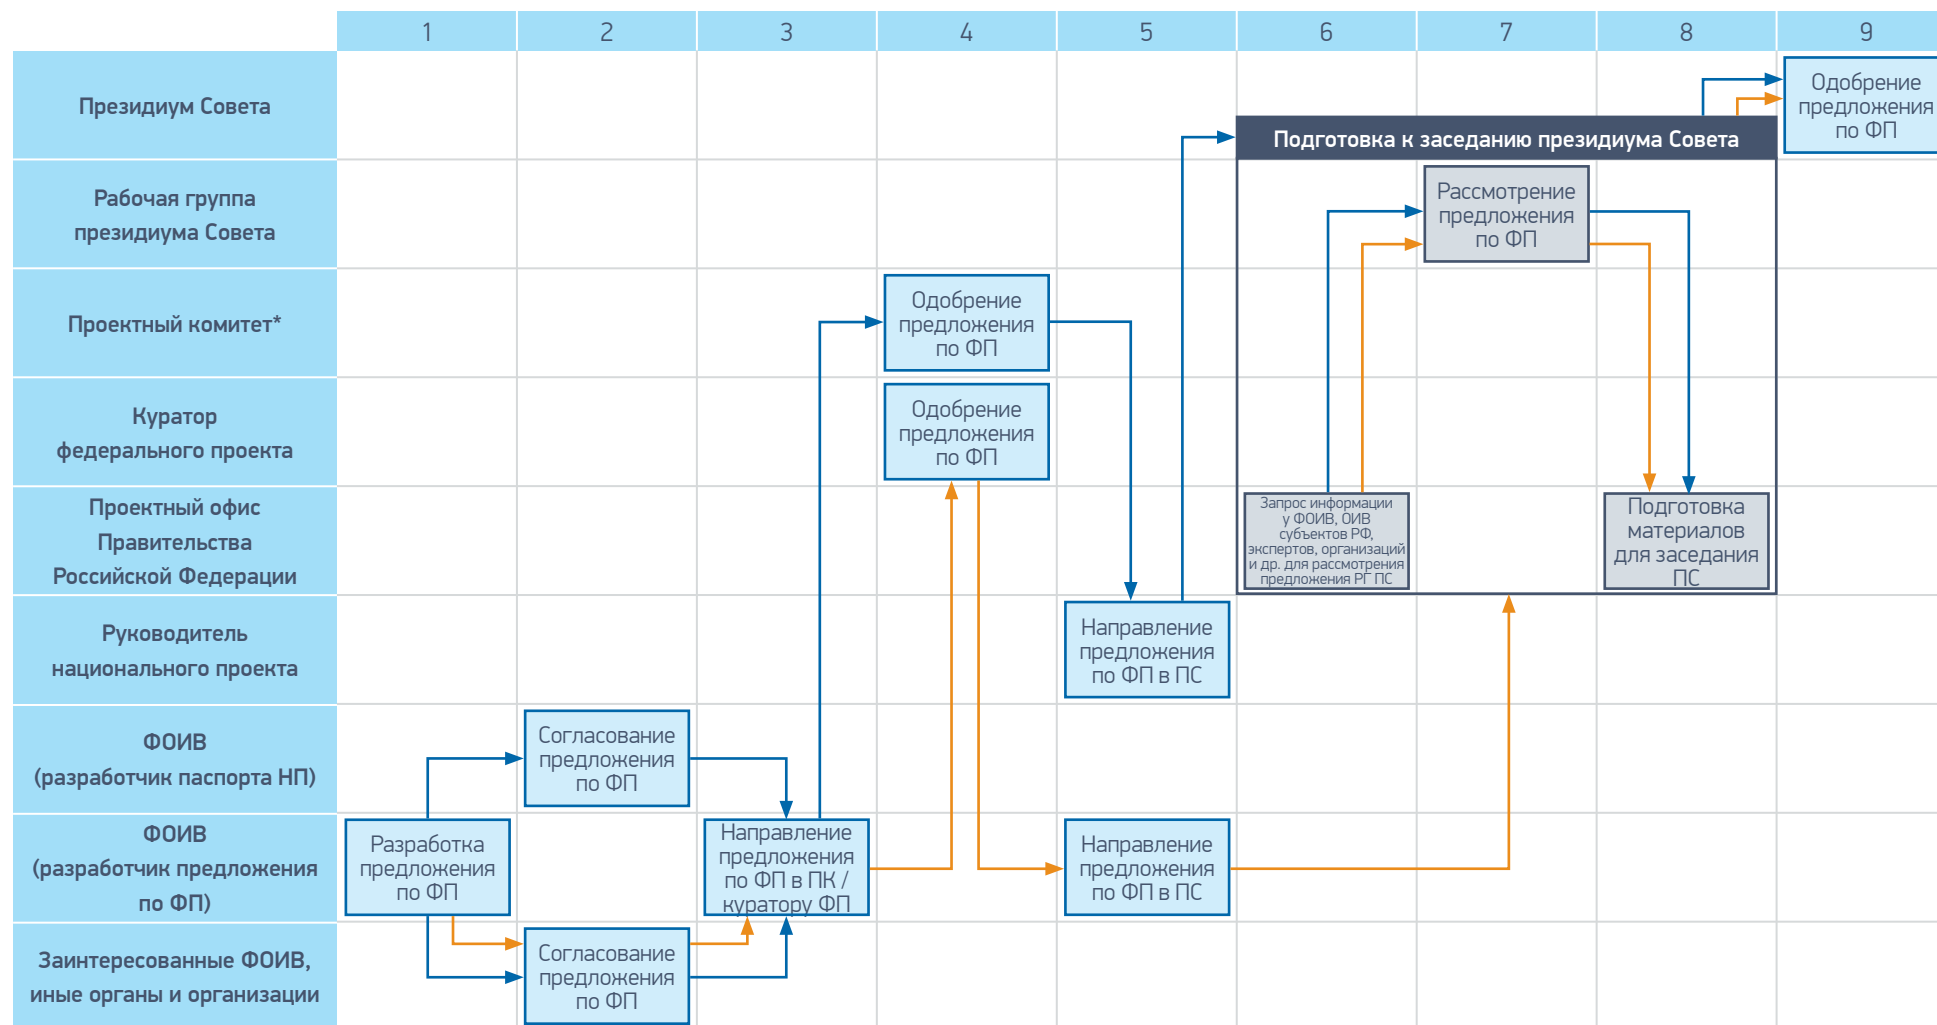 1 2 3 4 5 6 7 8 9
Президиум Совета
Одобрение
предложения
по ФП
Подготовка к заседанию президиума Совета
Рабочая группа
президиума Совета
Рассмотрение
предложения
по ФП
Проектный комитет*
Одобрение
предложения
по ФП
Куратор
федерального проекта
Одобрение
предложения
по ФП
Проектный офис
Правительства
Российской Федерации
Запрос информации
у ФОИВ, ОИВ
субъектов РФ,
экспертов, организаций
и др. для рассмотрения
предложения РГ ПС
Подготовка
материалов
для заседания
ПС
Руководитель
национального проекта
Направление
предложения
по ФП в ПС
ФОИВ
(разработчик паспорта НП)
Согласование
предложения
по ФП
ФОИВ
(разработчик предложения
по ФП)
Разработка
предложения
по ФП
Направление
предложения
по ФП в ПК /
куратору ФП
Направление
предложения
по ФП в ПС
Заинтересованные ФОИВ,
иные органы и организации
Согласование
предложения
по ФП